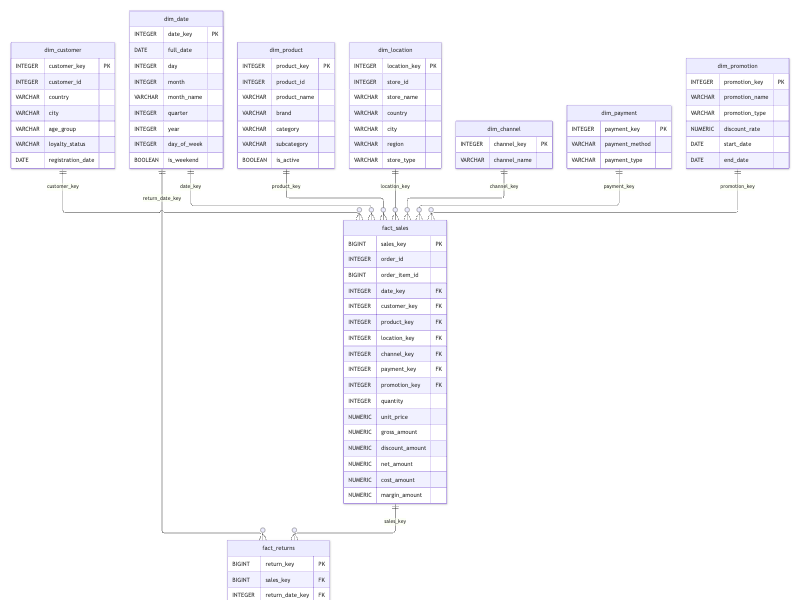 dim_customer
INTEGER customer_key PK
INTEGER customer_id
VARCHAR country
VARCHAR city
VARCHAR age_group
VARCHAR loyalty_status
DATE registration_date
dim_date
INTEGER date_key PK
DATE full_date
INTEGER day
INTEGER month
VARCHAR month_name
INTEGER quarter
INTEGER year
INTEGER day_of_week
BOOLEAN is_weekend
dim_product
INTEGER product_key PK
INTEGER product_id
VARCHAR product_name
VARCHAR brand
VARCHAR category
VARCHAR subcategory
BOOLEAN is_active
dim_location
INTEGER location_key PK
INTEGER store_id
VARCHAR store_name
VARCHAR country
VARCHAR city
VARCHAR region
VARCHAR store_type
dim_channel
INTEGER channel_key PK
VARCHAR channel_name
dim_payment
INTEGER payment_key PK
VARCHAR payment_method
VARCHAR payment_type
dim_promotion
INTEGER promotion_key PK
VARCHAR promotion_name
VARCHAR promotion_type
NUMERIC discount_rate
DATE start_date
DATE end_date
customer_key
return_date_key
date_key
product_key
location_key
channel_key
payment_key
promotion_key
fact_sales
BIGINT sales_key PK
INTEGER order_id
BIGINT order_item_id
INTEGER date_key FK
INTEGER customer_key FK
INTEGER product_key FK
INTEGER location_key FK
INTEGER channel_key FK
INTEGER payment_key FK
INTEGER promotion_key FK
INTEGER quantity
NUMERIC unit_price
NUMERIC gross_amount
NUMERIC discount_amount
NUMERIC net_amount
NUMERIC cost_amount
NUMERIC margin_amount
sales_key
fact_returns
BIGINT return_key PK
BIGINT sales_key FK
INTEGER return_date_key FK